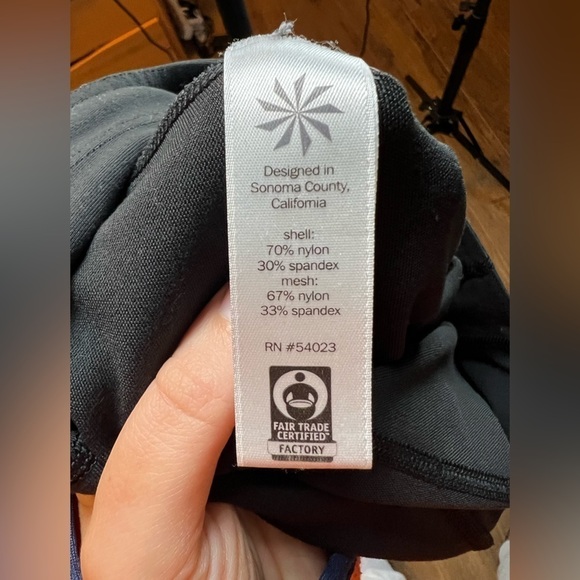 Designed in
Sonoma County,
California
shell:
70% nylon
30% spandex
mesh:
67% nylon
33% spandex
RN #54023
FAIR TRADE
CERTIFIED™
FACTORY